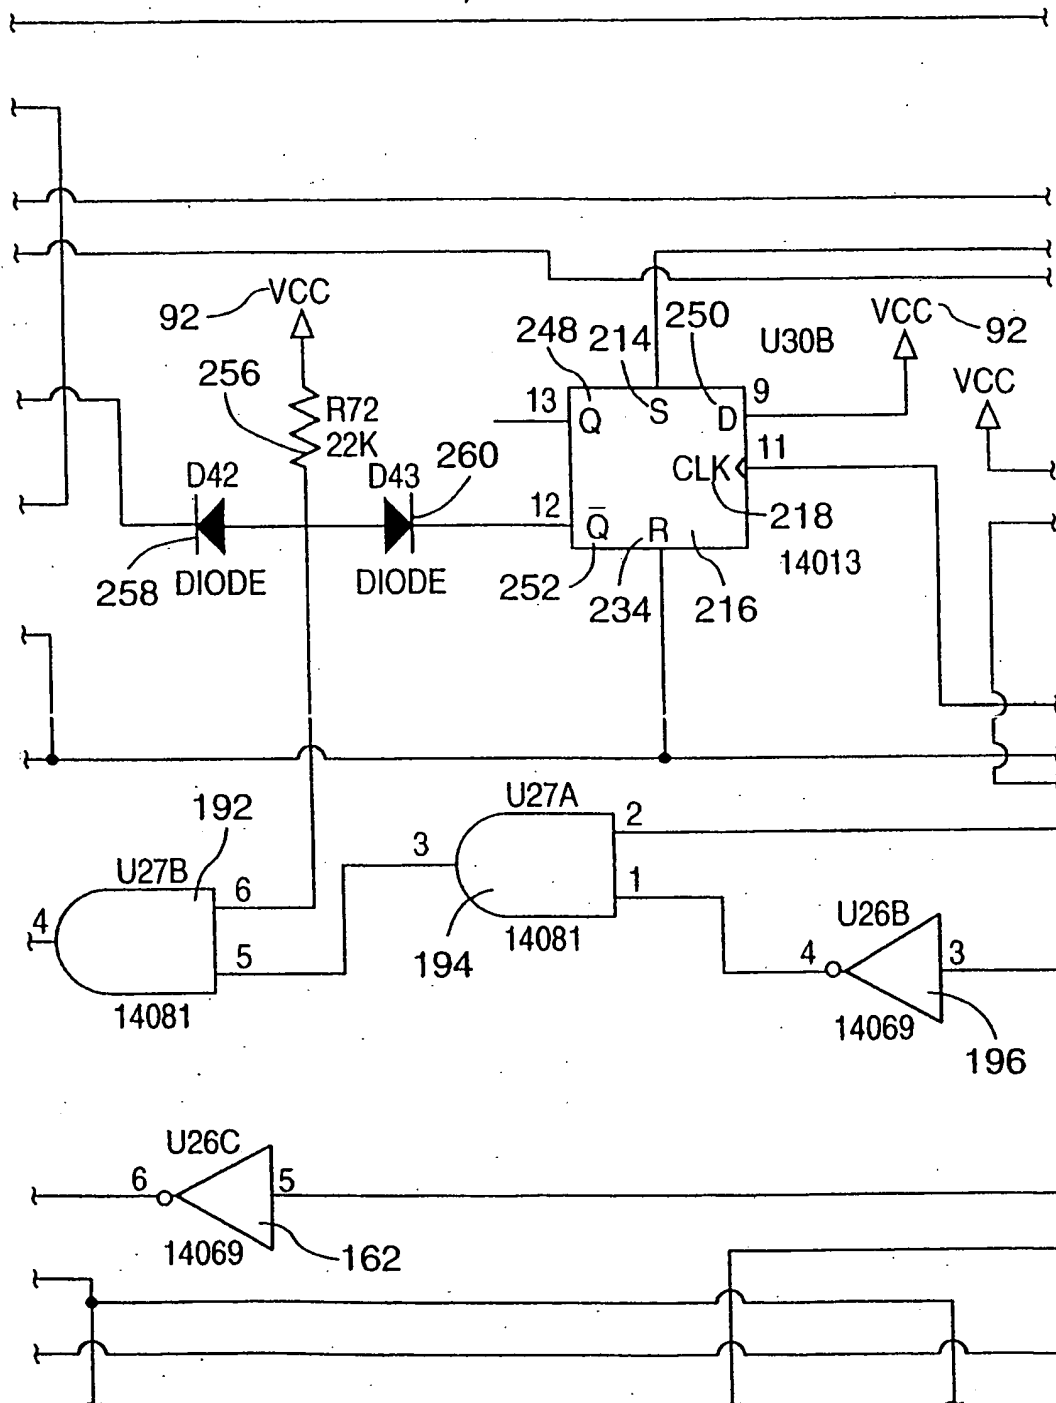 VCC
92
248 214 250
U30B
VCC
92
256
VCC
R72
22K
13
Q
S
D
9
D42
D43
260
CLK
11
12
Q̅
R
218
258
DIODE
DIODE
252
234
216
14013
192
U27A
U27B
3
2
4
6
1
5
194
14081
U26B
4
3
14081
14069
196
U26C
6
5
14069
162